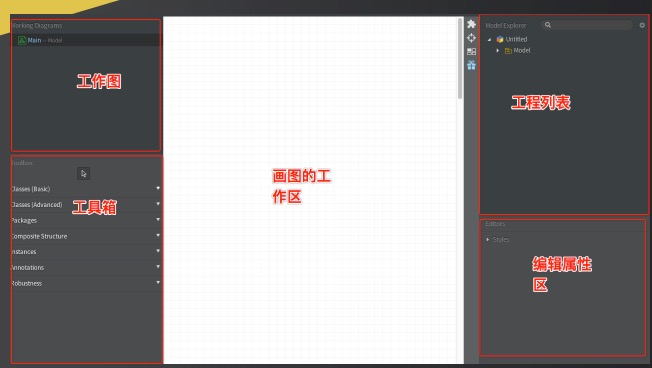 Working Diagrams
Main — Model
工作图
Toolbox
Classes (Basic)
Classes (Advanced)
工具箱
Packages
Composite Structure
Instances
Annotations
Robustness
画图的工
作区
Model Explorer
Untitled
Model
工程列表
Editors
Styles
编辑属性
区